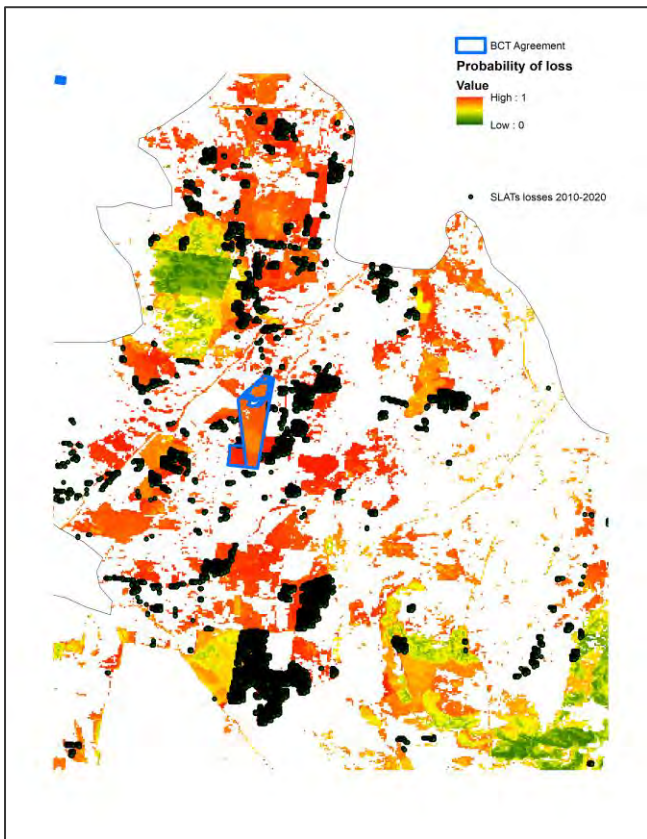 BCT Agreement
Probability of loss
Value
High : 1
Low : 0
SLATs losses 2010-2020